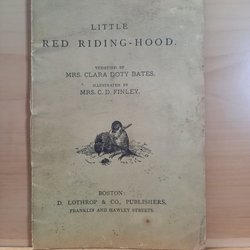 LITTLE
RED RIDING-HOOD.
VERSIFIED BY
MRS. CLARA DOTY BATES.
ILLUSTRATED BY
MRS. C. D. FINLEY.
BOSTON:
D. LOTHROP & CO., PUBLISHERS,
FRANKLIN AND HAWLEY STREETS.